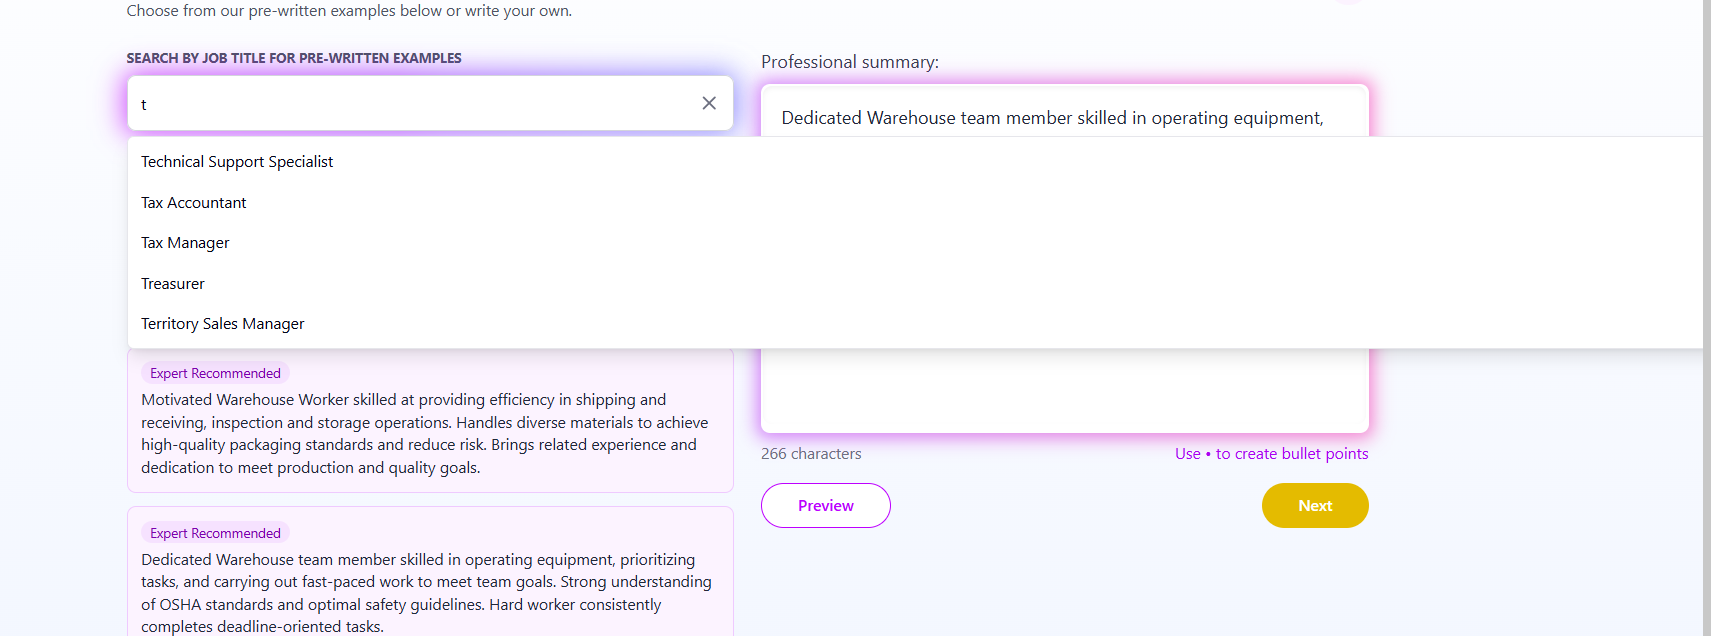 Choose from our pre-written examples below or write your own.
SEARCH BY JOB TITLE FOR PRE-WRITTEN EXAMPLES
t
Technical Support Specialist
Tax Accountant
Tax Manager
Treasurer
Territory Sales Manager
Expert Recommended
Motivated Warehouse Worker skilled at providing efficiency in shipping and
receiving, inspection and storage operations. Handles diverse materials to achieve
high-quality packaging standards and reduce risk. Brings related experience and
dedication to meet production and quality goals.
Expert Recommended
Dedicated Warehouse team member skilled in operating equipment, prioritizing
tasks, and carrying out fast-paced work to meet team goals. Strong understanding
of OSHA standards and optimal safety guidelines. Hard worker consistently
completes deadline-oriented tasks.
Professional summary:
Dedicated Warehouse team member skilled in operating equipment,
266 characters
Use • to create bullet points
Preview
Next